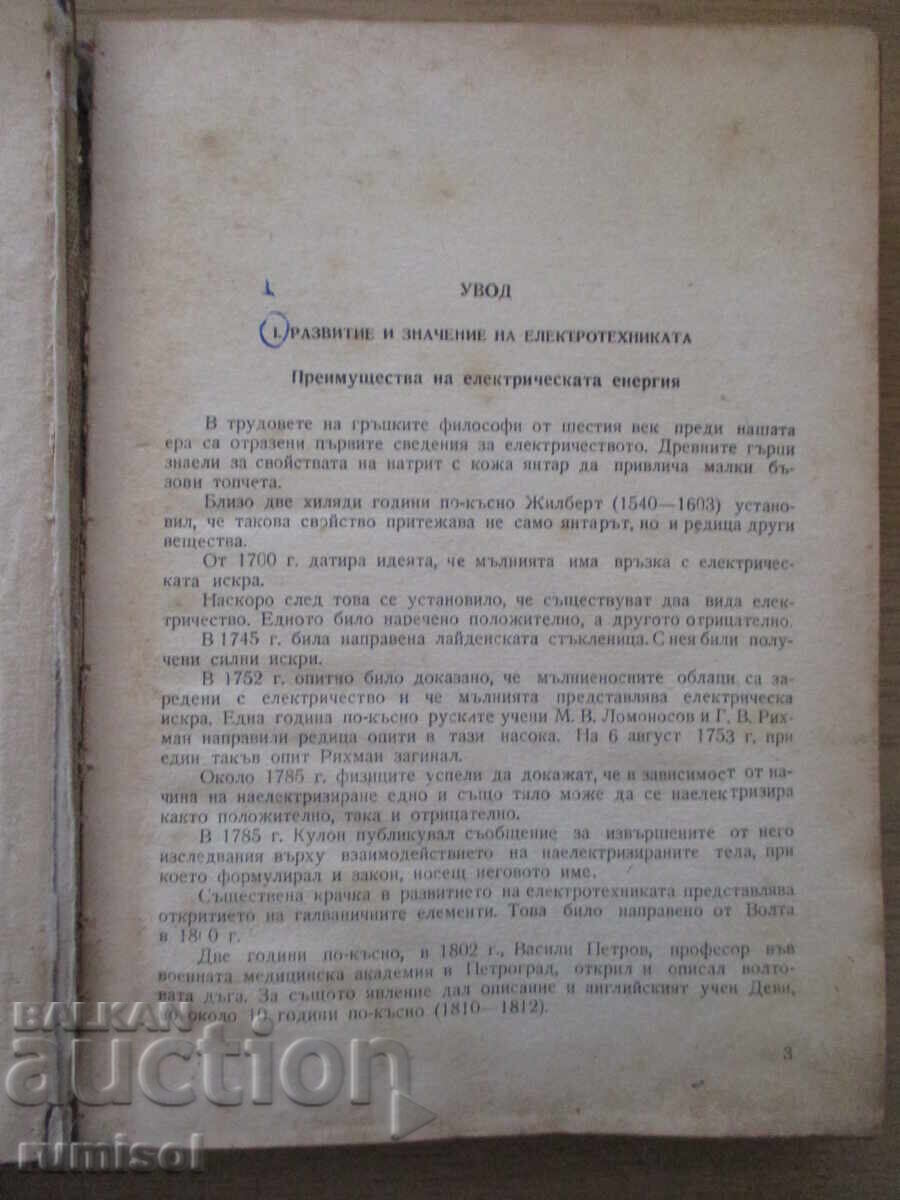 I
УВОД
1. РАЗВИТИЕ И ЗНАЧЕНИЕ НА ЕЛЕКТРОТЕХНИКАТА
Преимущества на електрическата енергия
В трудовете на гръцките философи от шестия век преди нашата
ера са отразени първите сведения за електричеството. Древните гърци
знаели за свойствата на натрит с кожа янтар да привлича малки бъ-
зови топчета.
Близо две хиляди години по-късно Жилберт (1540—1603) устано-
вил, че такова свойство притежава не само янтарът, но и редица други
вещества.
От 1700 г. датира идеята, че мълнията има връзка с електричес-
ката искра.
Наскоро след това се установило, че съществуват два вида елек-
тричество. Едното било наречено положително, а другото отрицателно.
В 1745 г. била направена лайденската стъкленица. С нея били полу-
чени силни искри.
В 1752 г. опитно било доказано, че мълниеносните облаци са за-
редени с електричество и че мълнията представлява електрическа
искра. Една година по-късно руските учени М. В. Ломоносов и Г. В. Рих-
ман направили редица опити в тази насока. На 6 август 1753 г. при
един такъв опит Рихман загинал.
Около 1785 г. физиците успели да докажат, че в зависимост от на-
чина на наелектризиране едно и също тяло може да се наелектризира
както положително, така и отрицателно.
В 1785 г. Кулон публикувал съобщение за извършените от него
изследвания върху взаимодействието на наелектризираните тела, при
което формулирал и закон, носещ неговото име.
Съществена крачка в развитието на електротехниката представлява
откритието на галваничните елементи. Това било направено от Волта
в 1800 г.
Две години по-късно, в 1802 г., Васили Петров, професор във
военната медицинска академия в Петроград, открил и описал волто-
вата дъга. За същото явление дал описание и английският учен Деви,
но около 10 години по-късно (1810—1812).
3
BALKAN
auction
rumisol